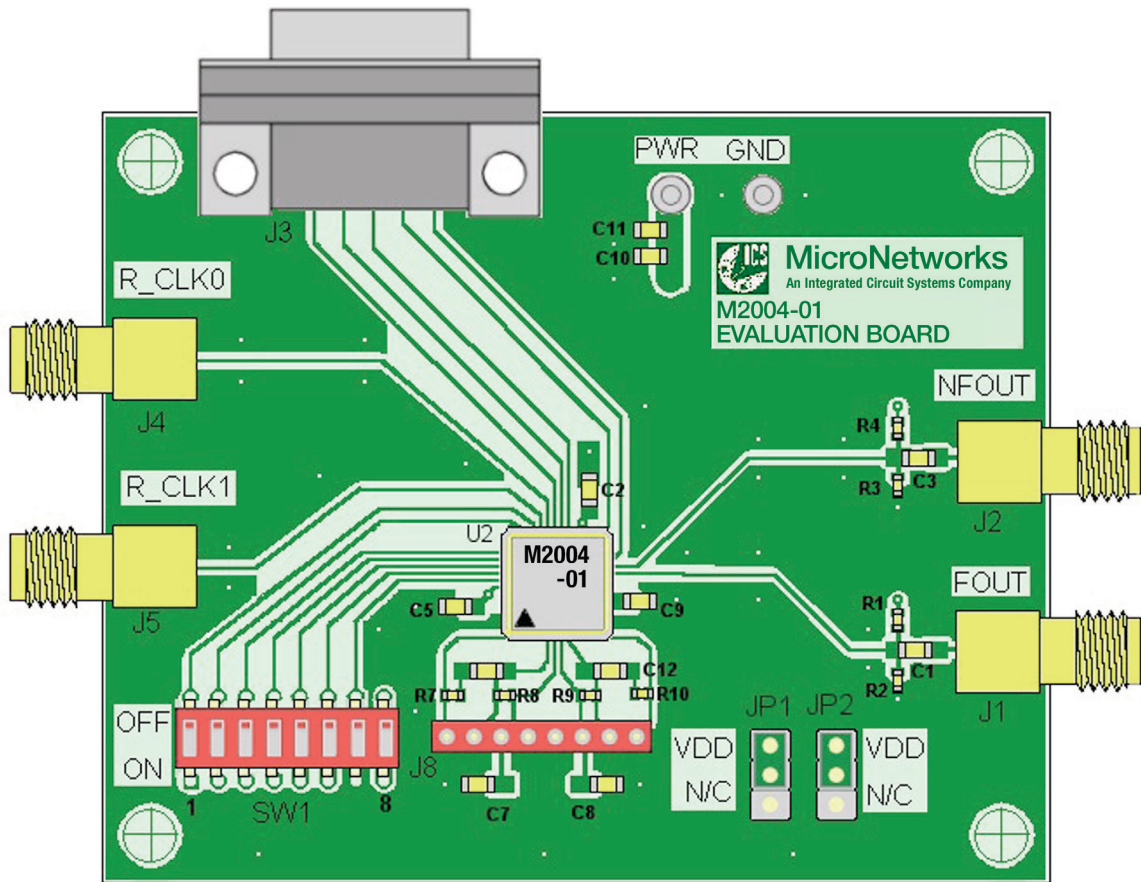 PWR GND
J3
C11
C10
ICS
MicroNetworks
An Integrated Circuit Systems Company
M2004-01
EVALUATION BOARD
R_CLK0
J4
NFOUT
R4
R3
C3
J2
R_CLK1
J5
C2
U2
M2004
-01
C5
C9
FOUT
R1
R2
C1
J1
C12
R7
R8
R9
R10
OFF
ON
1
8
SW1
J8
C7
C8
JP1 JP2
VDD
N/C
VDD
N/C